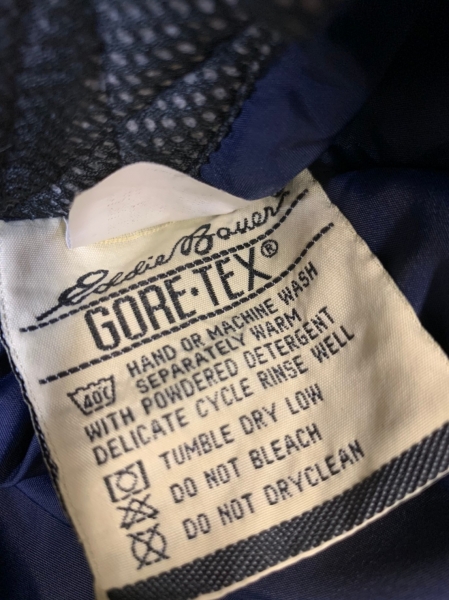 Eddie Bauer
GORE-TEX®
40C HAND OR MACHINE WASH
SEPARATELY WARM
WITH POWDERED DETERGENT
DELICATE CYCLE RINSE WELL
TUMBLE DRY LOW
DO NOT BLEACH
DO NOT DRYCLEAN